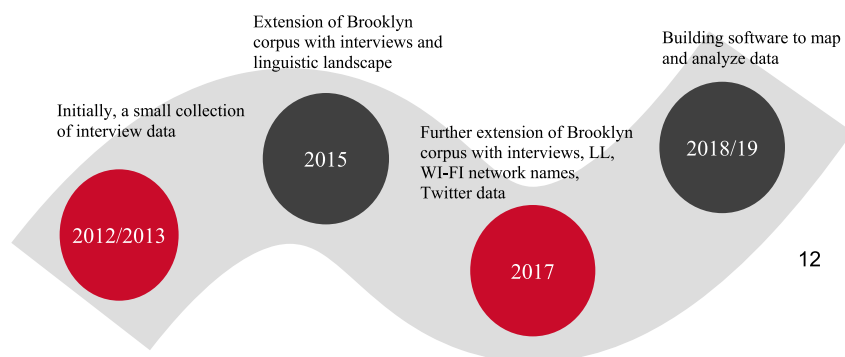 Initially, a small collection
of interview data
2012/2013
Extension of Brooklyn
corpus with interviews and
linguistic landscape
2015
Further extension of Brooklyn
corpus with interviews, LL,
WI-FI network names,
Twitter data
2017
Building software to map
and analyze data
2018/19
12